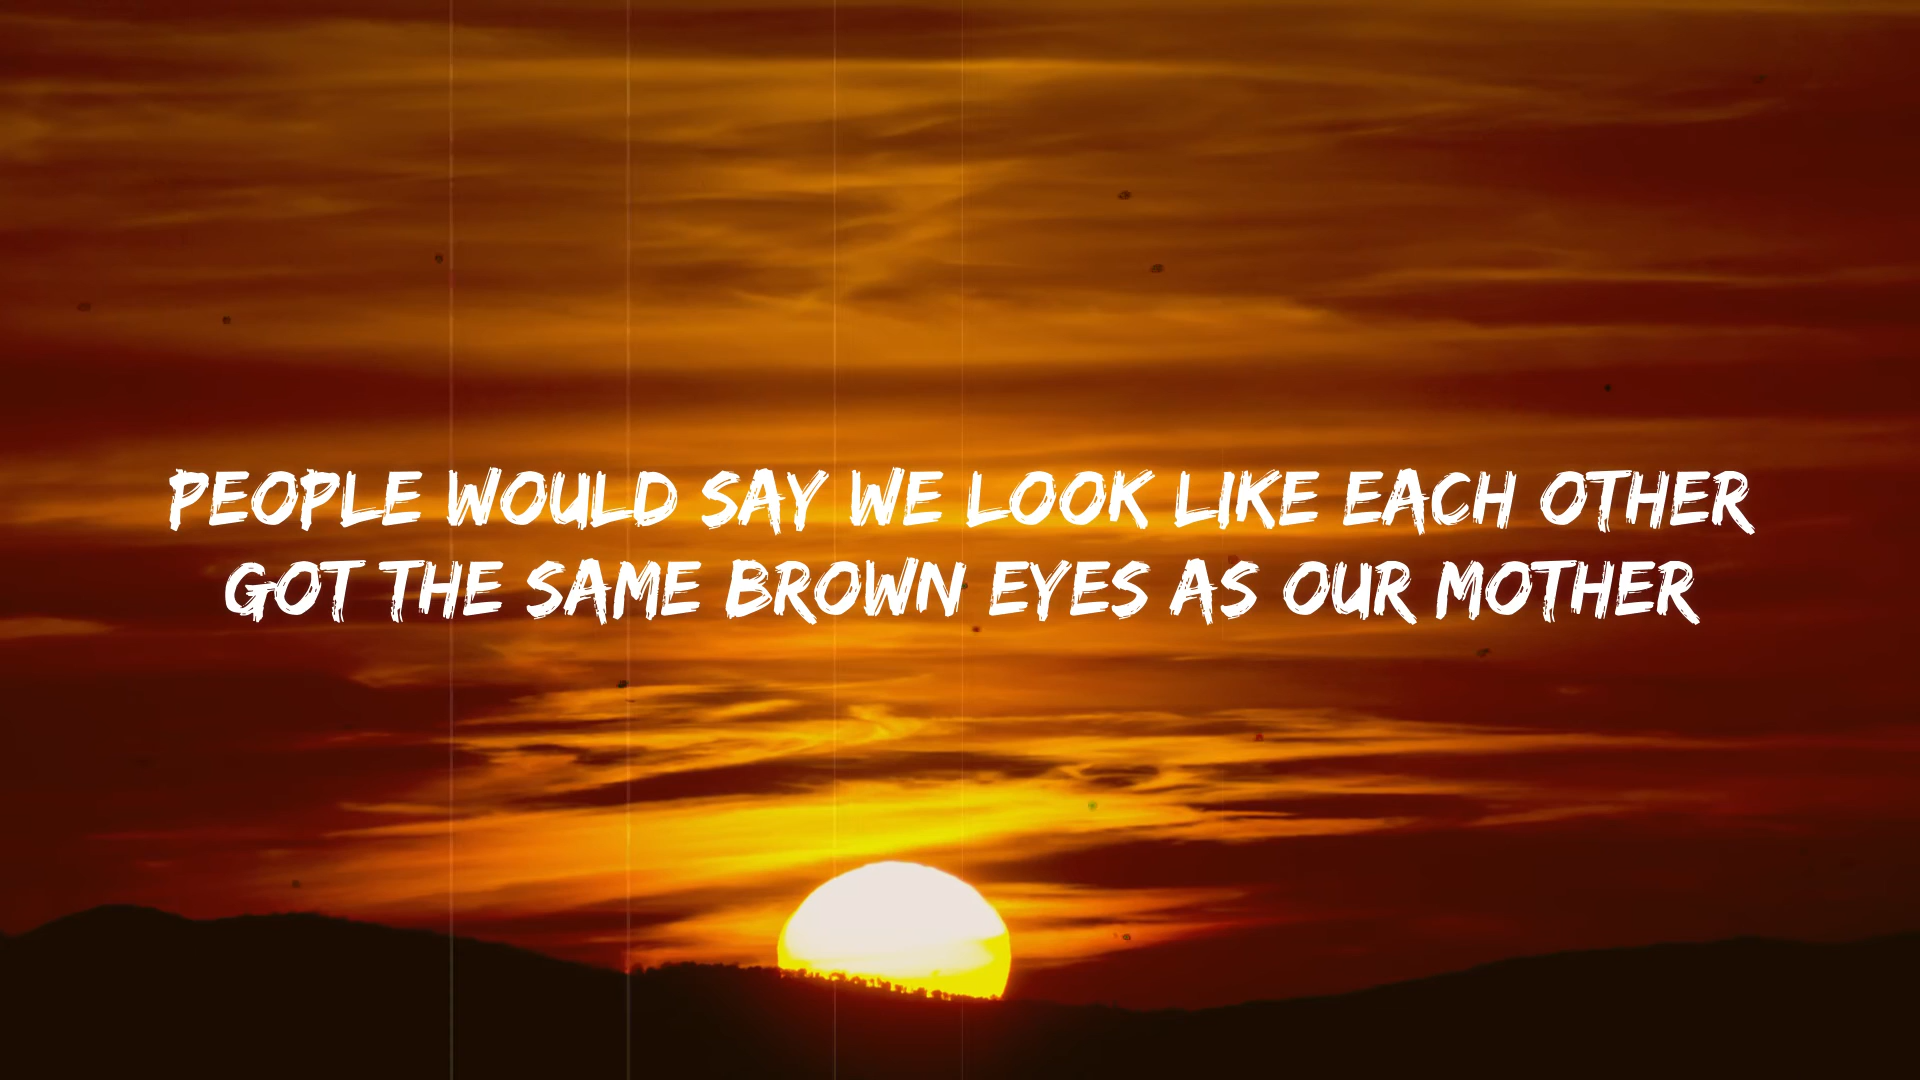 PEOPLE WOULD SAY WE LOOK LIKE EACH OTHER
GOT THE SAME BROWN EYES AS OUR MOTHER